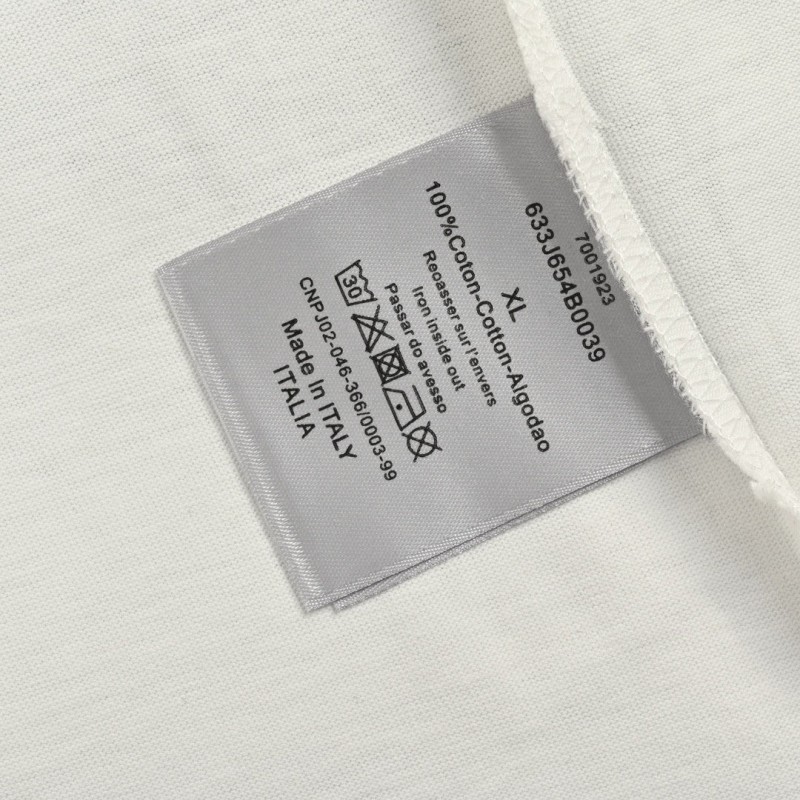 7001923
633J654B0039
XL
100%Coton-Cotton-Algodao
Reoasser sur l'envers
Iron inside out
Passar do avesso
30
CNPJ02-046-366/0003-99
Made In ITALY
ITALIA